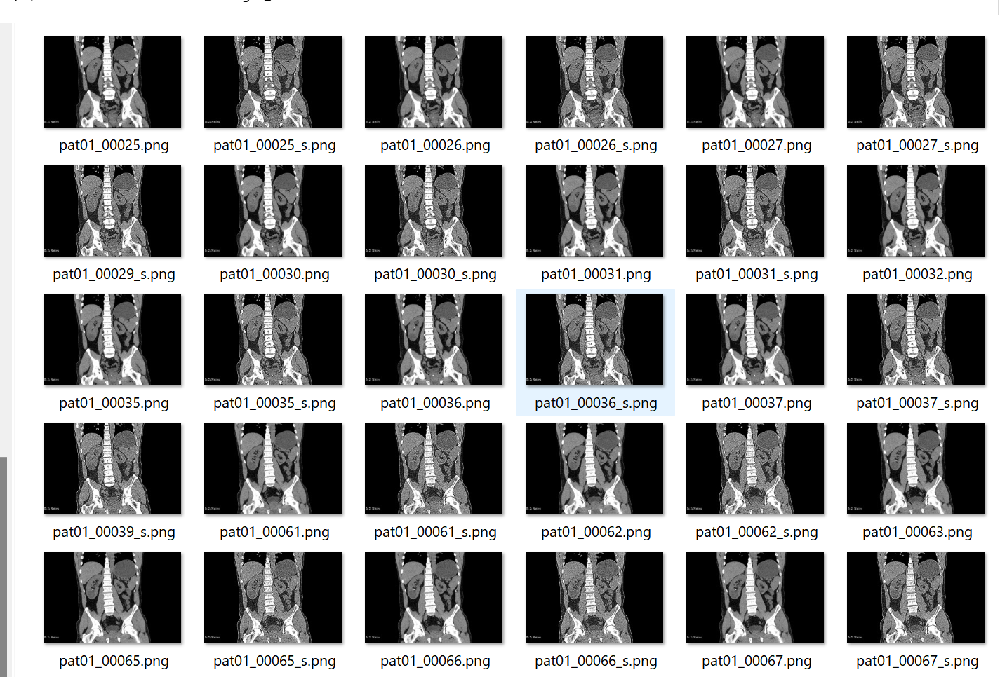 pat01_00025.png pat01_00025_s.png pat01_00026.png pat01_00026_s.png pat01_00027.png pat01_00027_s.png
pat01_00029_s.png pat01_00030.png pat01_00030_s.png pat01_00031.png pat01_00031_s.png pat01_00032.png
pat01_00035.png pat01_00035_s.png pat01_00036.png pat01_00036_s.png pat01_00037.png pat01_00037_s.png
pat01_00039_s.png pat01_00061.png pat01_00061_s.png pat01_00062.png pat01_00062_s.png pat01_00063.png
pat01_00065.png pat01_00065_s.png pat01_00066.png pat01_00066_s.png pat01_00067.png pat01_00067_s.png